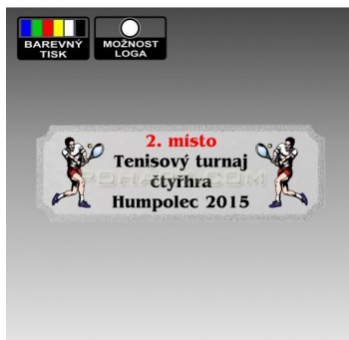 BAREVNÝ
TISK
MOŽNOST
LOGA
2. místo
Tenisový turnaj
čtyřhra
Humpolec 2015